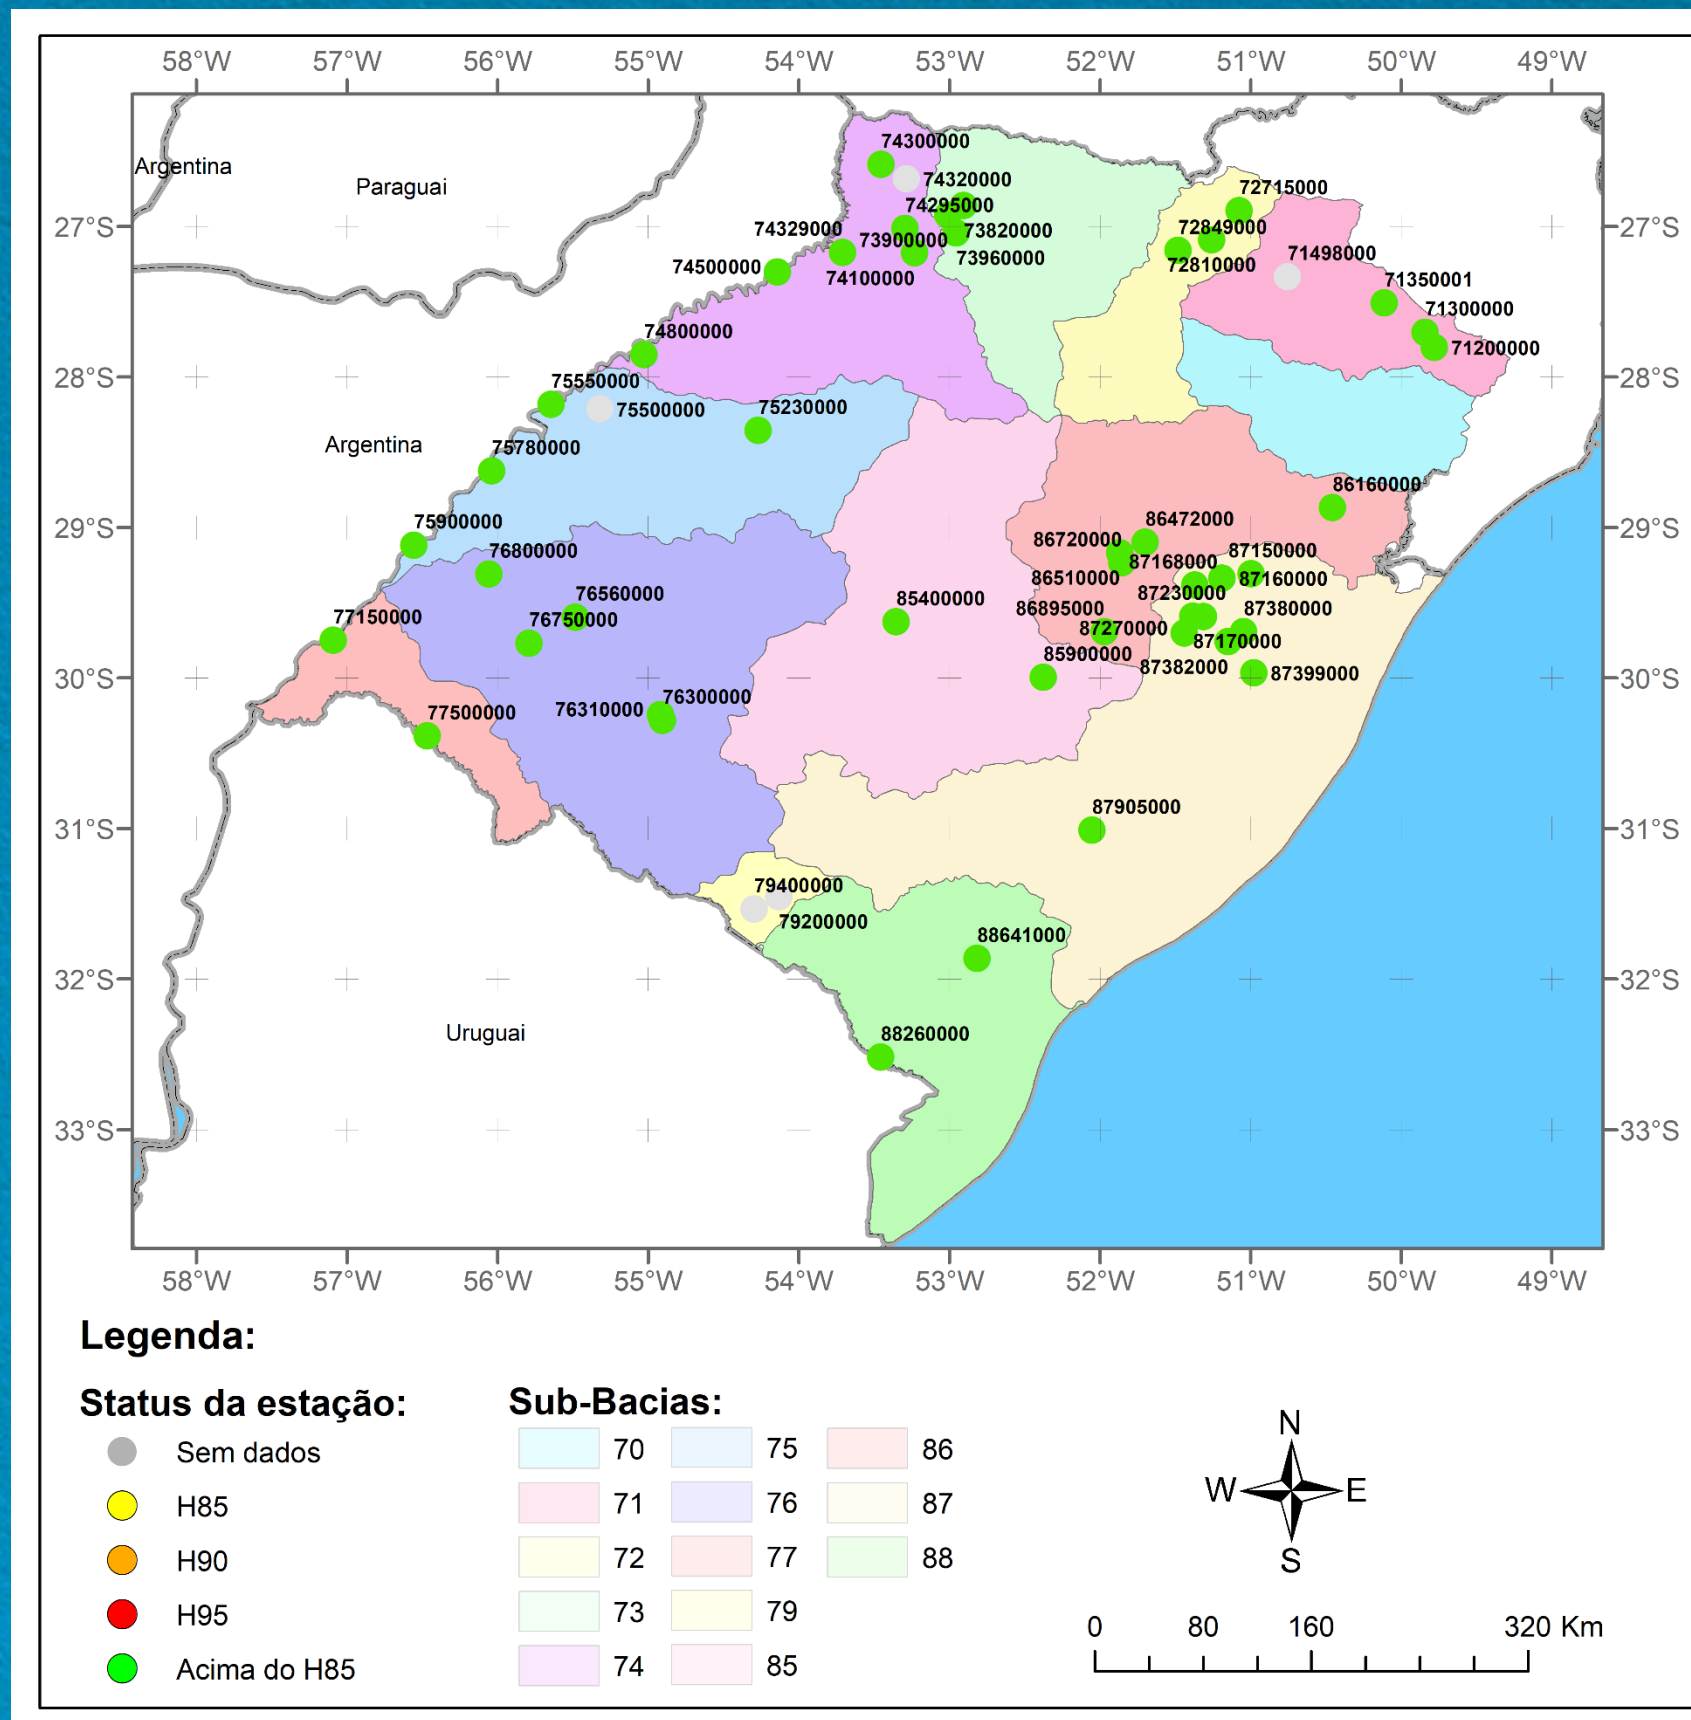 58°W 57°W 56°W 55°W 54°W 53°W 52°W 51°W 50°W 49°W
74300000
Argentina
Paraguai
74320000
72715000
74295000
27°S
74329000
73900000
73820000
72849000
27°S
73960000
71498000
74500000
74100000
72810000
71350001
71300000
74800000
71200000
28°S
28°S
75550000
75500000
75230000
Argentina
75780000
86160000
75900000
86472000
29°S
29°S
86720000
76800000
87168000
87150000
86510000
87160000
76560000
85400000
87230000
77150000
76750000
86895000
87380000
87270000
87170000
85900000
87382000
87399000
30°S
30°S
76300000
76310000
77500000
87905000
31°S
31°S
79400000
79200000
88641000
32°S
32°S
Uruguai
88260000
33°S
33°S
58°W 57°W 56°W 55°W 54°W 53°W 52°W 51°W 50°W 49°W
Legenda:
Status da estação:
Sem dados
H85
H90
H95
Acima do H85
Sub-Bacias:
70 75 86
71 76 87
72 77 88
73 79
74 85
N
W E
S
0 80 160 320 Km